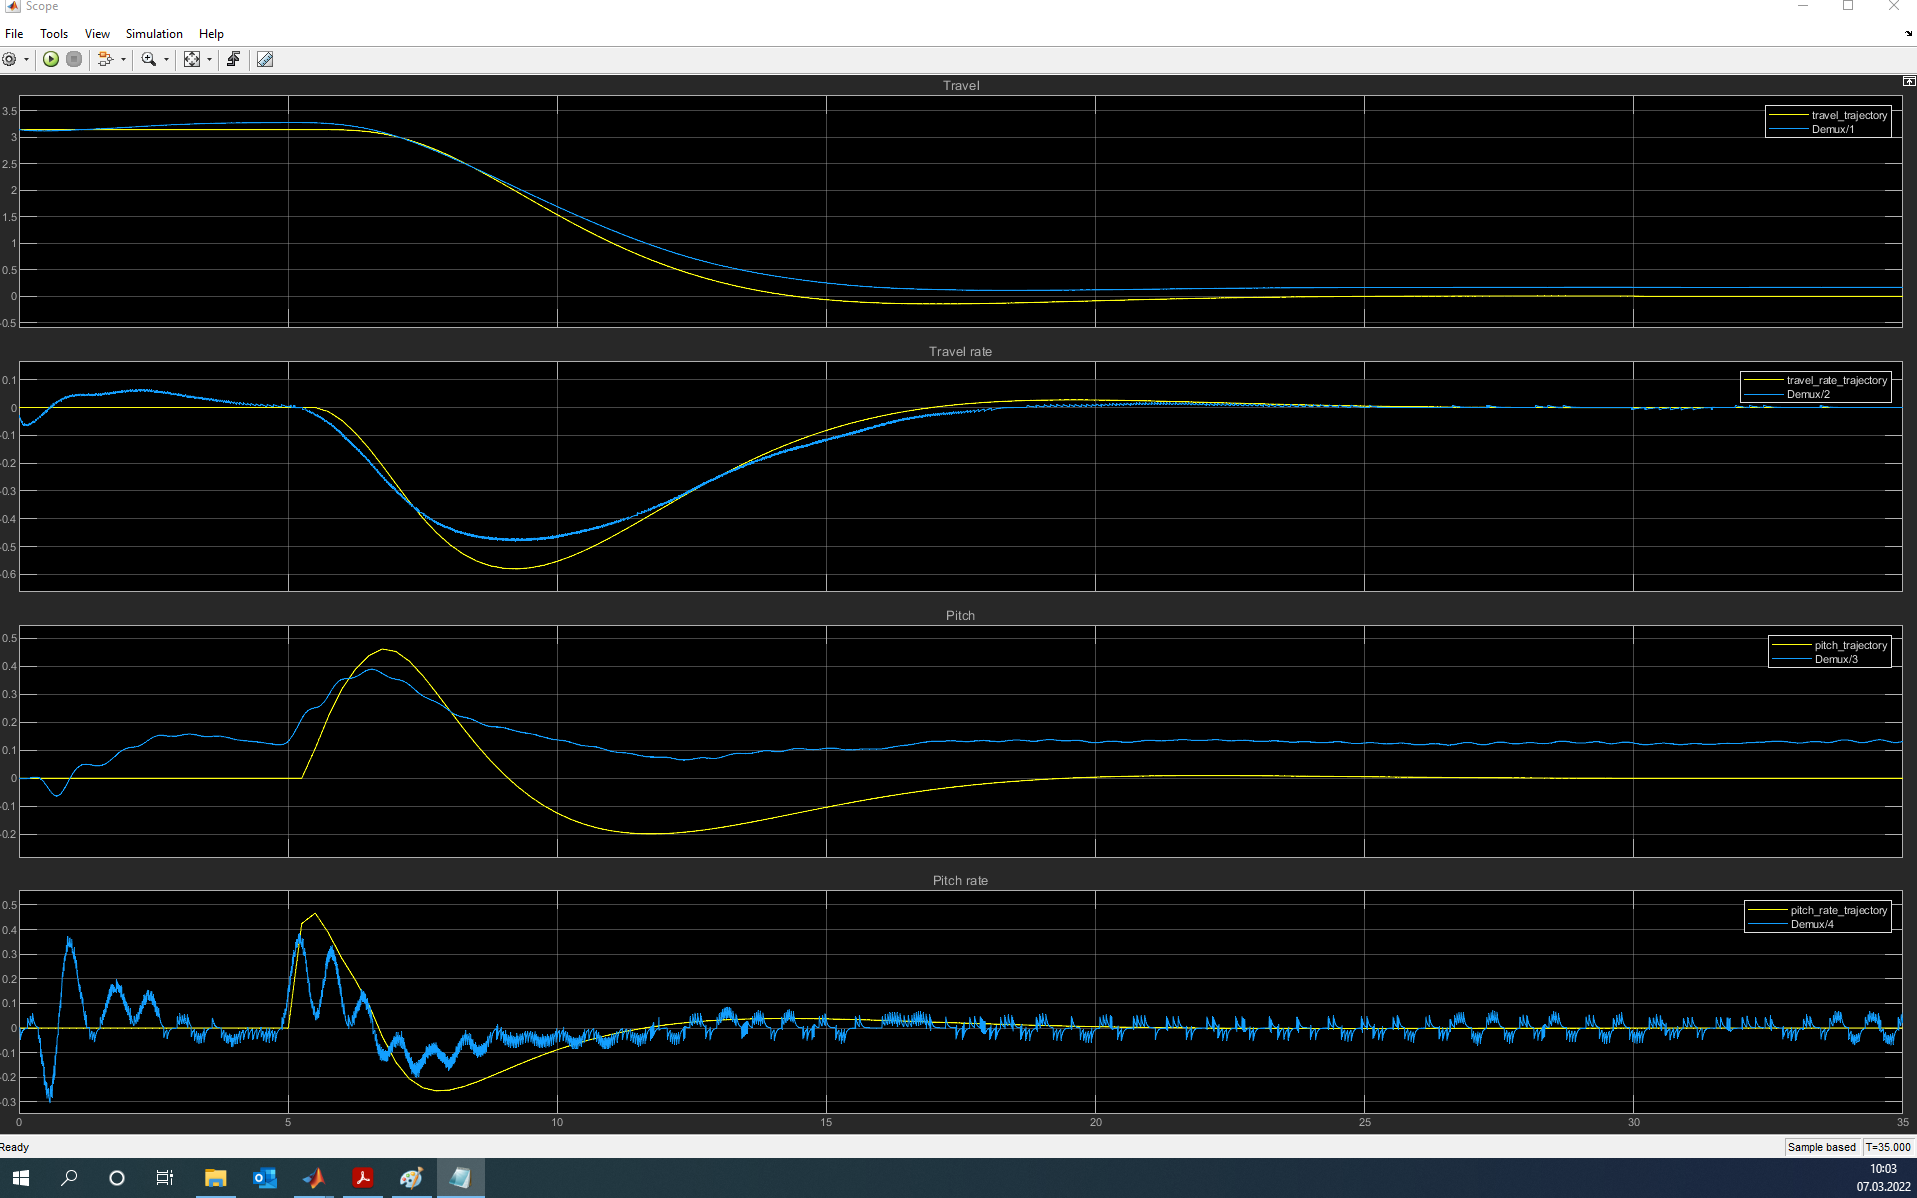 Scope
File Tools View Simulation Help
Travel
3.5
3
2.5
2
1.5
1
0.5
0
-0.5
travel_trajectory
Demux/1
Travel rate
0.1
0
-0.1
-0.2
-0.3
-0.4
-0.5
-0.6
travel_rate_trajectory
Demux/2
Pitch
0.5
0.4
0.3
0.2
0.1
0
-0.1
-0.2
pitch_trajectory
Demux/3
Pitch rate
0.5
0.4
0.3
0.2
0.1
0
-0.1
-0.2
-0.3
pitch_rate_trajectory
Demux/4
0 5 10 15 20 25 30 35
Ready
Sample based T=35.000
10:03
07.03.2022